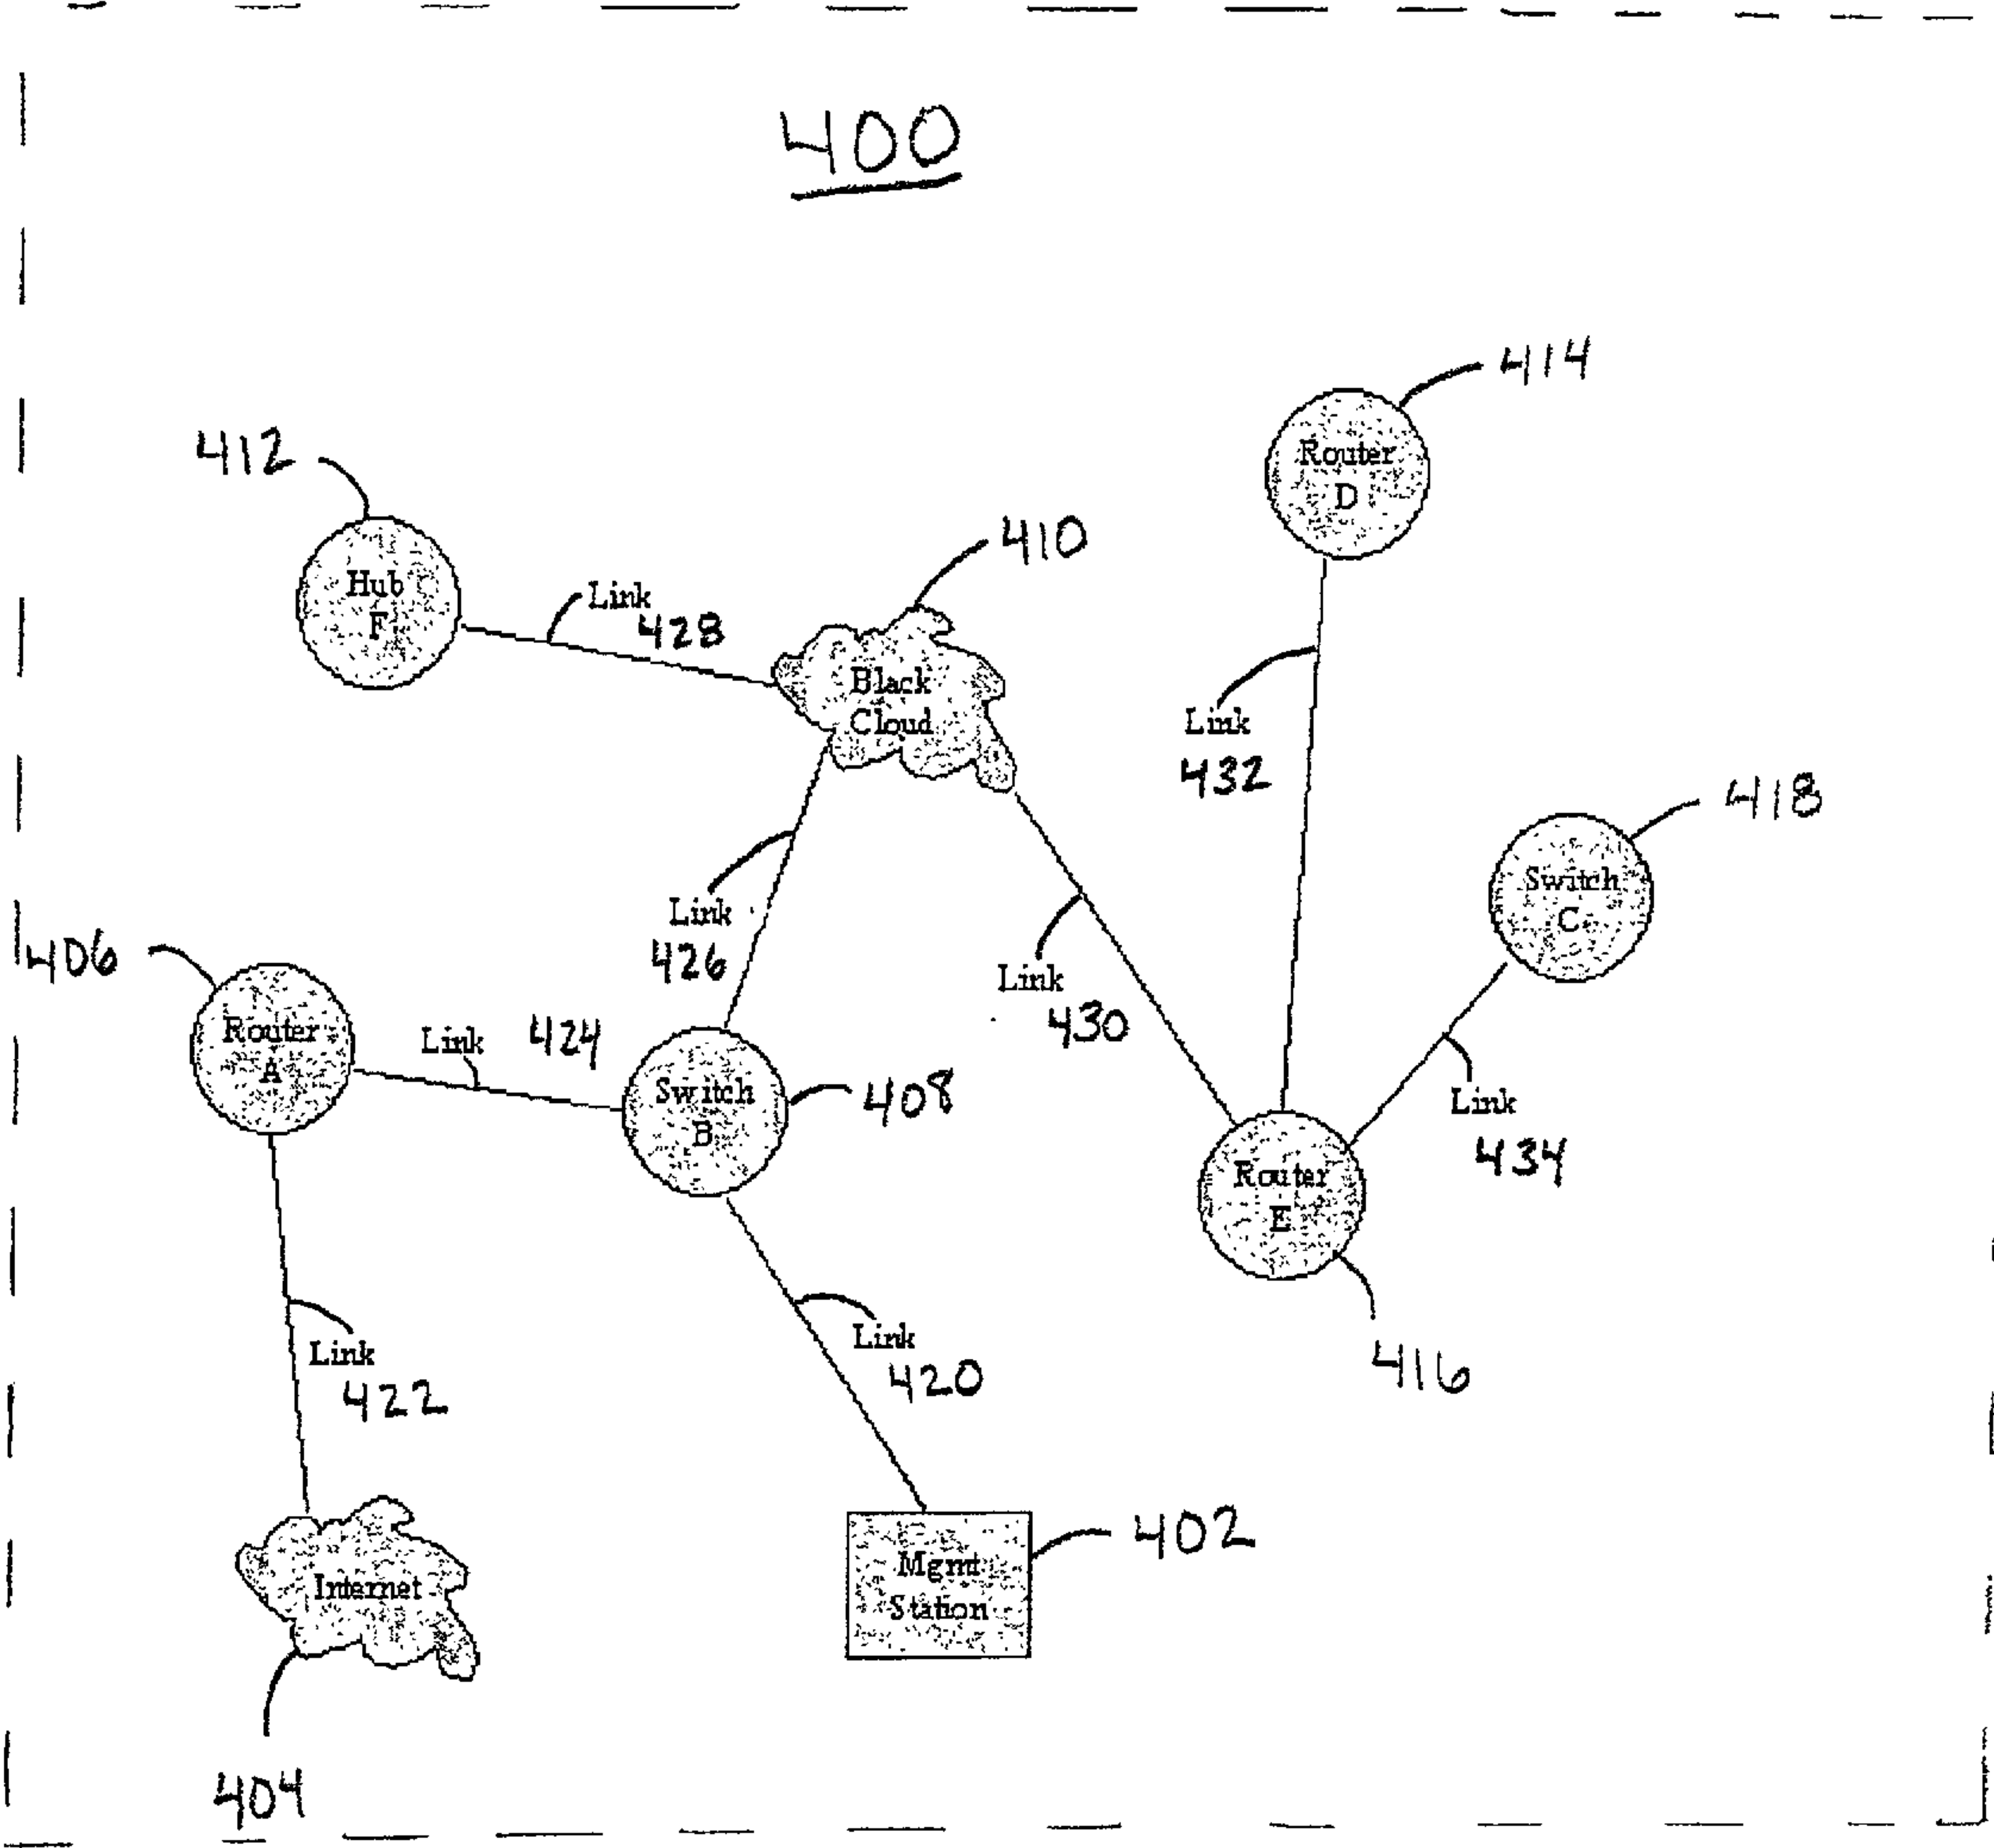 400
414
Router
D
412
410
Hub
F
Link
428
Black
Cloud
Link
432
418
Switch
C
Link
426
406
Link
430
Router
A
Link
424
Switch
B
408
Link
434
Router
E
Link
422
Link
420
416
Internet
Mgmt
Station
402
404